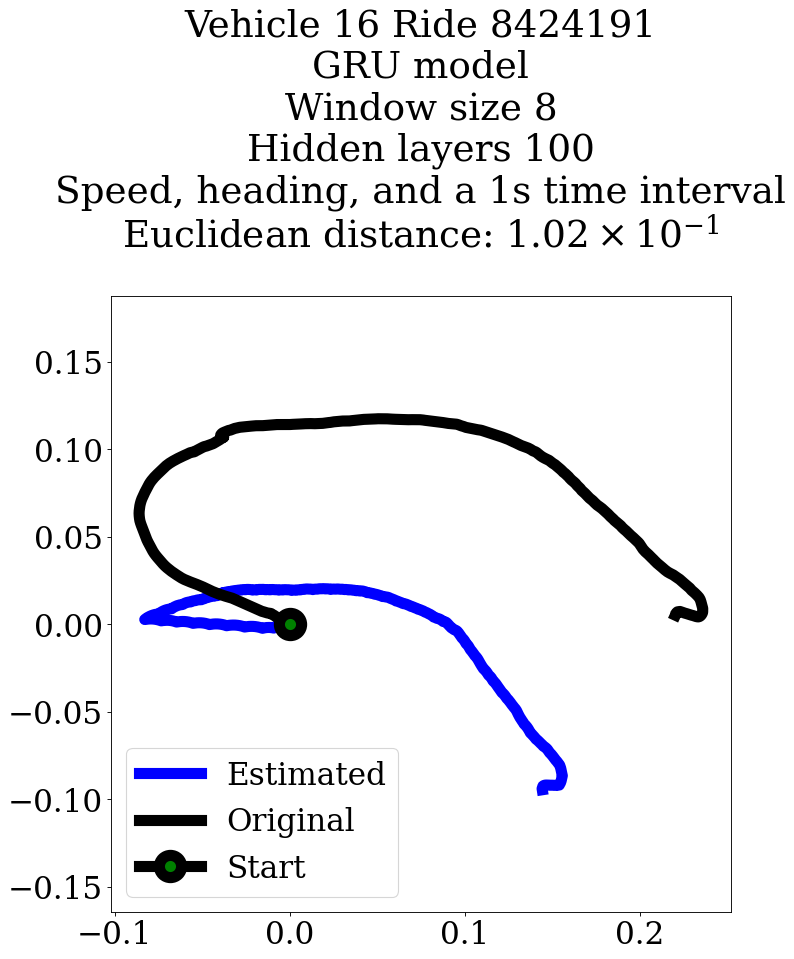 Vehicle 16 Ride 8424191
GRU model
Window size 8
Hidden layers 100
Speed, heading, and a 1s time interval
Euclidean distance: $1.02 \times 10^{-1}$
0.15
0.10
0.05
0.00
−0.05
−0.10
−0.15
Estimated
Original
Start
−0.1
0.0
0.1
0.2